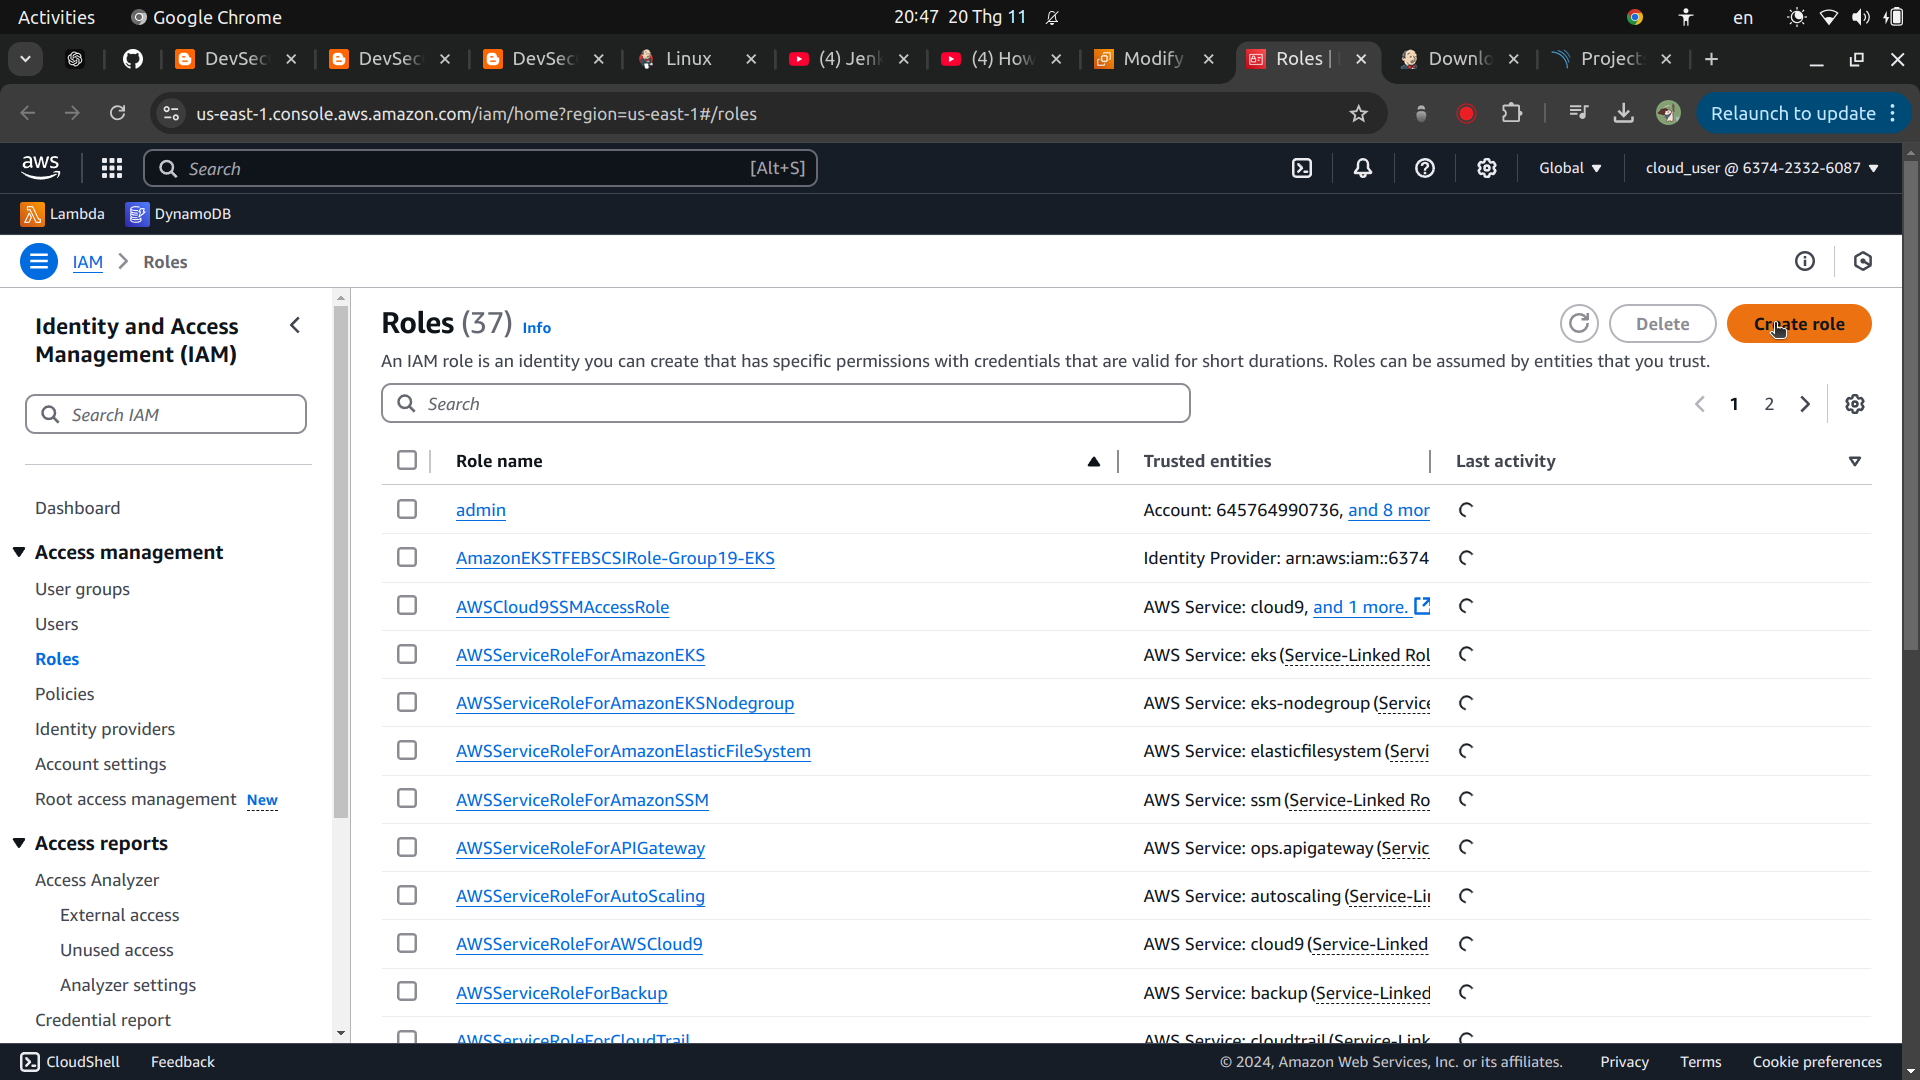 Activities
Google Chrome
20:47 20 Thg 11
en
DevSec
DevSec
DevSec
Linux
(4) Jen
(4) How
Modify
Roles |
Downlo
Project
us-east-1.console.aws.amazon.com/iam/home?region=us-east-1#/roles
Relaunch to update
aws
Search
[Alt+S]
Global
cloud_user @ 6374-2332-6087
Lambda
DynamoDB
IAM
Roles
Identity and Access
Management (IAM)
Search IAM
Dashboard
Access management
User groups
Users
Roles
Policies
Identity providers
Account settings
Root access management New
Access reports
Access Analyzer
External access
Unused access
Analyzer settings
Credential report
Roles (37) Info
Delete
Create role
An IAM role is an identity you can create that has specific permissions with credentials that are valid for short durations. Roles can be assumed by entities that you trust.
Search
1 2
Role name Trusted entities Last activity
admin Account: 645764990736, and 8 mor
AmazonEKSTFEBSCSIRole-Group19-EKS Identity Provider: arn:aws:iam::6374
AWSCloud9SSMAccessRole AWS Service: cloud9, and 1 more.
AWSServiceRoleForAmazonEKS AWS Service: eks (Service-Linked Rol
AWSServiceRoleForAmazonEKSNodegroup AWS Service: eks-nodegroup (Service
AWSServiceRoleForAmazonElasticFileSystem AWS Service: elasticfilesystem (Servi
AWSServiceRoleForAmazonSSM AWS Service: ssm (Service-Linked Ro
AWSServiceRoleForAPIGateway AWS Service: ops.apigateway (Servic
AWSServiceRoleForAutoScaling AWS Service: autoscaling (Service-Lin
AWSServiceRoleForAWSCloud9 AWS Service: cloud9 (Service-Linked
AWSServiceRoleForBackup AWS Service: backup (Service-Linked
AWSServiceRoleForCloudTrail AWS Service: cloudtrail (Service-Link
CloudShell
Feedback
© 2024, Amazon Web Services, Inc. or its affiliates.
Privacy
Terms
Cookie preferences